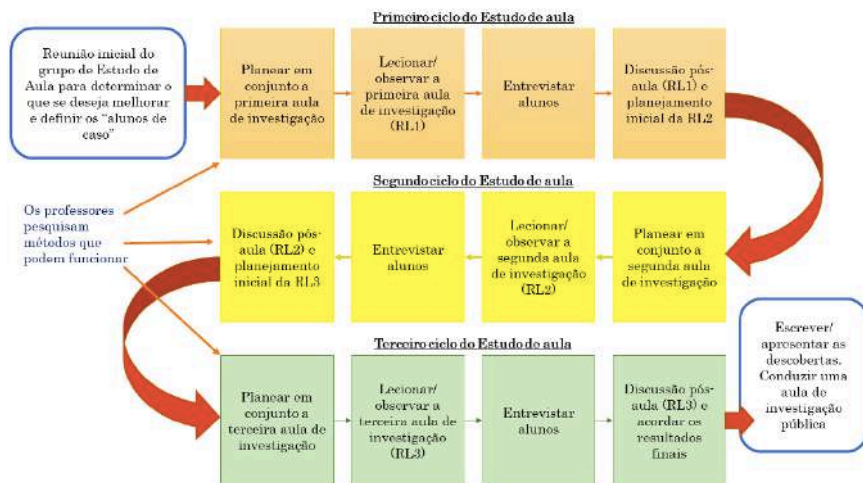 Primeiro ciclo do Estudo de aula
Reunião inicial do
grupo de Estudo de
Aula para determinar o
que se deseja melhorar
e definir os “alunos de
caso”
Planear em
conjunto a
primeira aula
de investigação
Lecionar/
observar a
primeira aula
de investigação
(RL1)
Entrevistar
alunos
Discussão pós-
aula (RL1) e
planejamento
inicial da RL2
Segundo ciclo do Estudo de aula
Os professores
pesquisam
métodos que
podem funcionar
Discussão pós-
aula (RL2) e
planejamento
inicial da RL3
Entrevistar
alunos
Lecionar/
observar a
segunda aula
de investigação
(RL2)
Planear em
conjunto a
segunda aula
de investigação
Terceiro ciclo do Estudo de aula
Planear em
conjunto a
terceira aula de
investigação
Lecionar/
observar a
terceira aula de
investigação
(RL3)
Entrevistar
alunos
Discussão pós-
aula (RL3) e
acordar os
resultados
finais
Escrever/
apresentar as
descobertas.
Conduzir uma
aula de
investigação
pública